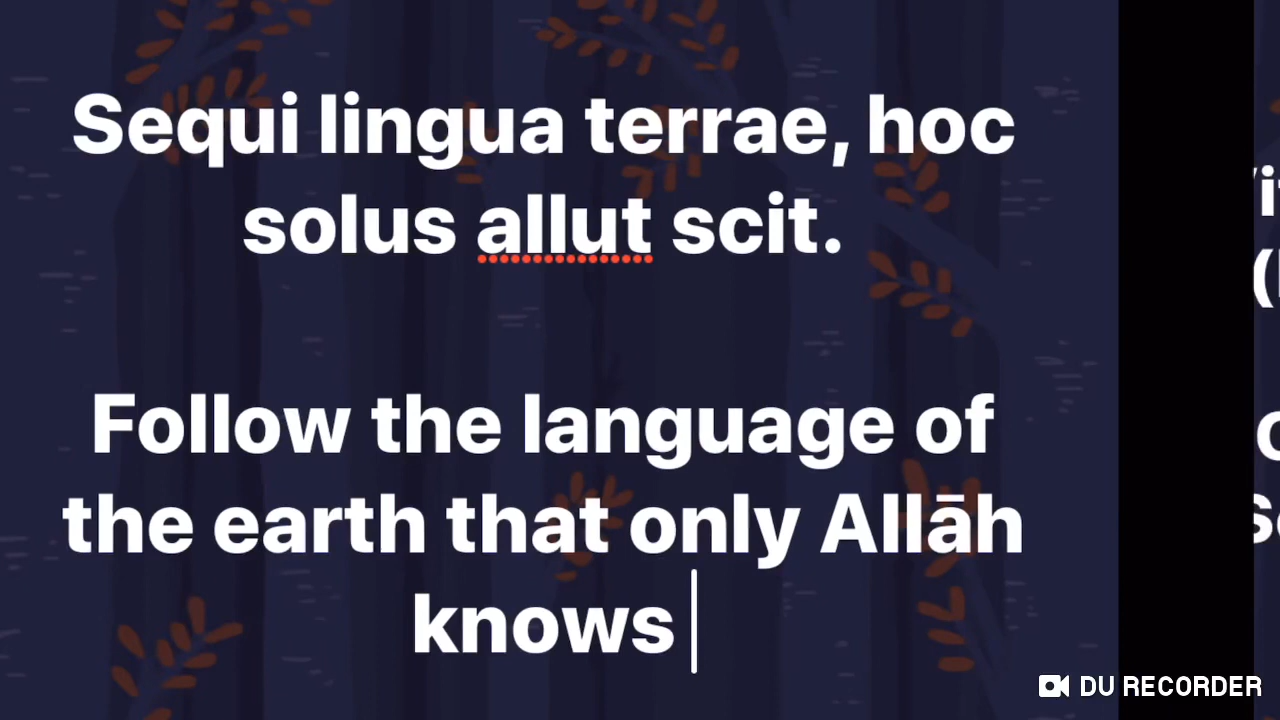 Sequi lingua terrae, hoc
solus allut scit.
Follow the language of
the earth that only Allāh
knows
DU RECORDER